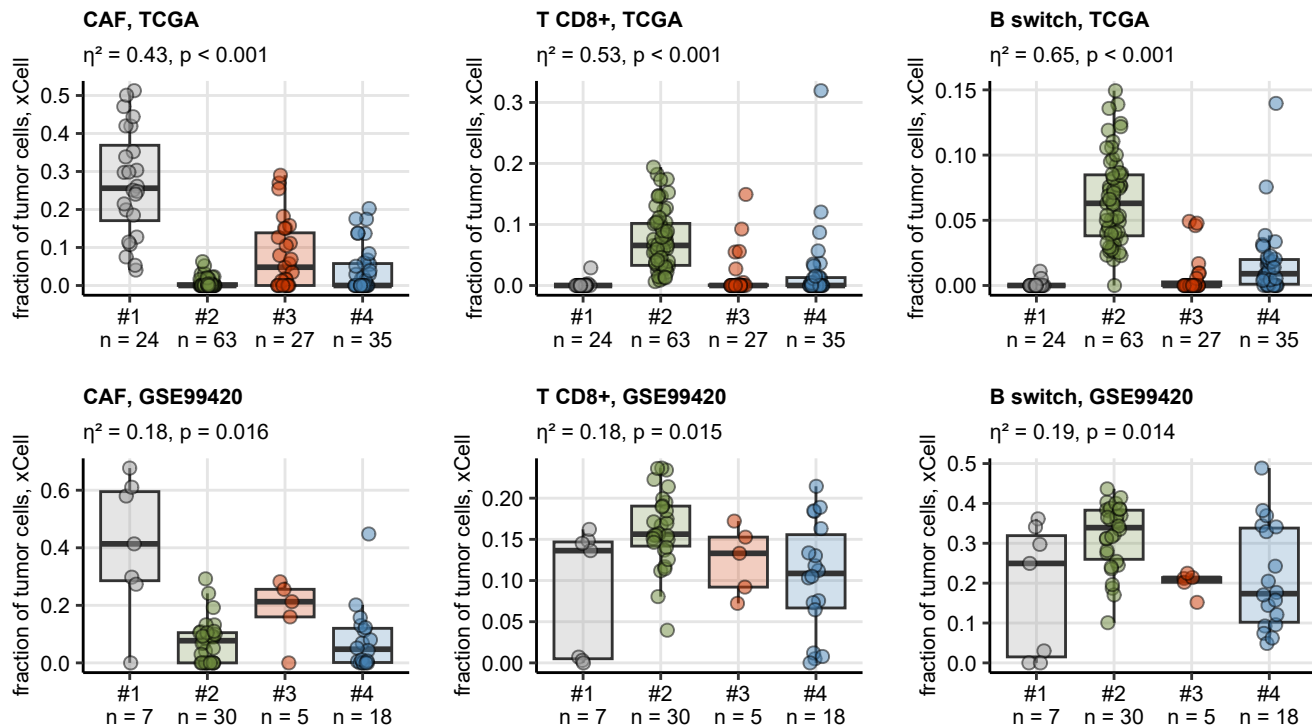 CAF, TCGA
η² = 0.43, p < 0.001
fraction of tumor cells, xCell
0.5
0.4
0.3
0.2
0.1
0.0
#1 #2 #3 #4
n = 24 n = 63 n = 27 n = 35
T CD8+, TCGA
η² = 0.53, p < 0.001
fraction of tumor cells, xCell
0.3
0.2
0.1
0.0
#1 #2 #3 #4
n = 24 n = 63 n = 27 n = 35
B switch, TCGA
η² = 0.65, p < 0.001
fraction of tumor cells, xCell
0.15
0.10
0.05
0.00
#1 #2 #3 #4
n = 24 n = 63 n = 27 n = 35
CAF, GSE99420
η² = 0.18, p = 0.016
fraction of tumor cells, xCell
0.6
0.4
0.2
0.0
#1 #2 #3 #4
n = 7 n = 30 n = 5 n = 18
T CD8+, GSE99420
η² = 0.18, p = 0.015
fraction of tumor cells, xCell
0.20
0.15
0.10
0.05
0.00
#1 #2 #3 #4
n = 7 n = 30 n = 5 n = 18
B switch, GSE99420
η² = 0.19, p = 0.014
fraction of tumor cells, xCell
0.5
0.4
0.3
0.2
0.1
0.0
#1 #2 #3 #4
n = 7 n = 30 n = 5 n = 18